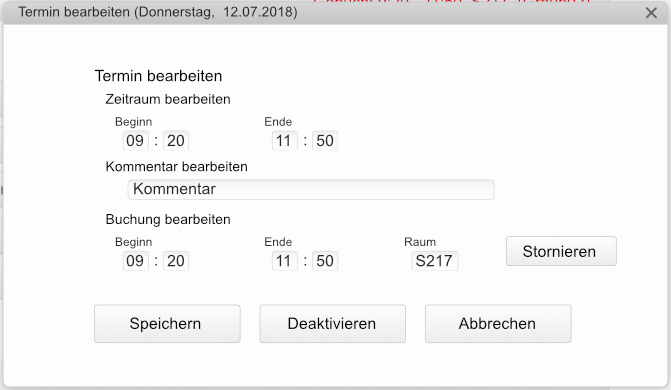 Termin bearbeiten (Donnerstag, 12.07.2018)
Termin bearbeiten
Zeitraum bearbeiten
Beginn Ende
09 : 20 11 : 50
Kommentar bearbeiten
Kommentar
Buchung bearbeiten
Beginn Ende Raum
09 : 20 11 : 50 S217 Stornieren
Speichern Deaktivieren Abbrechen